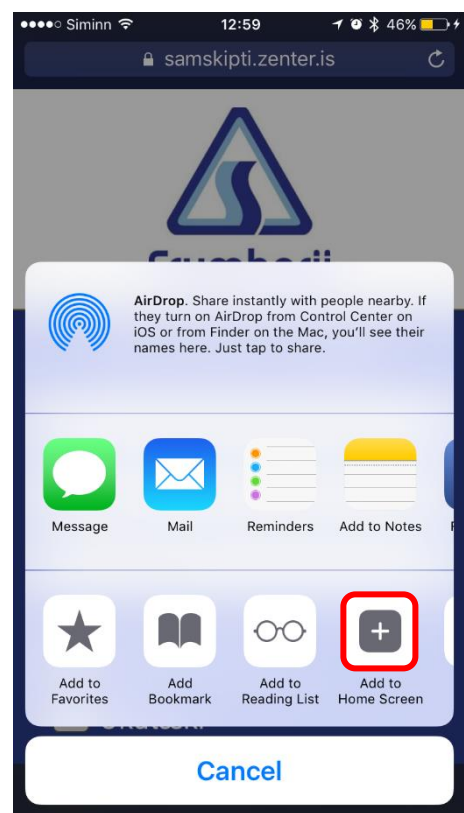 Siminn 12:59 46%
samskipti.zenter.is
AirDrop. Share instantly with people nearby. If
they turn on AirDrop from Control Center on
iOS or from Finder on the Mac, you'll see their
names here. Just tap to share.
Message Mail Reminders Add to Notes
Add to Favorites
Add Bookmark
Add to Reading List
Add to Home Screen
Cancel